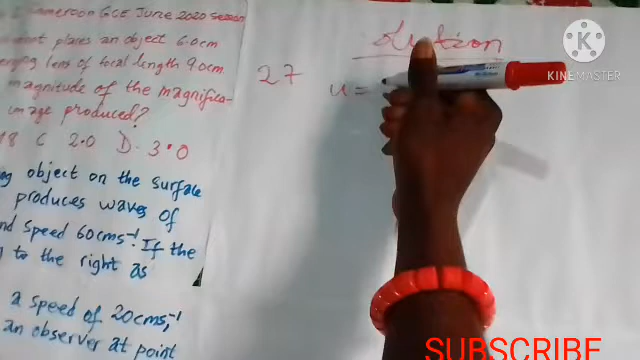 Cameroon GCE June 2020 Session
places an object 6.0cm
lens of focal length 9.0cm
magnitude of the magnifica-
image produced?
C 2.0 D. 3.0
object on the surface
produces waves of
speed 60cms⁻¹. If the
to the right as
a speed of 20cms⁻¹,
an observer at point
Solution
27 u =
KINEMASTER
SUBSCRIBE